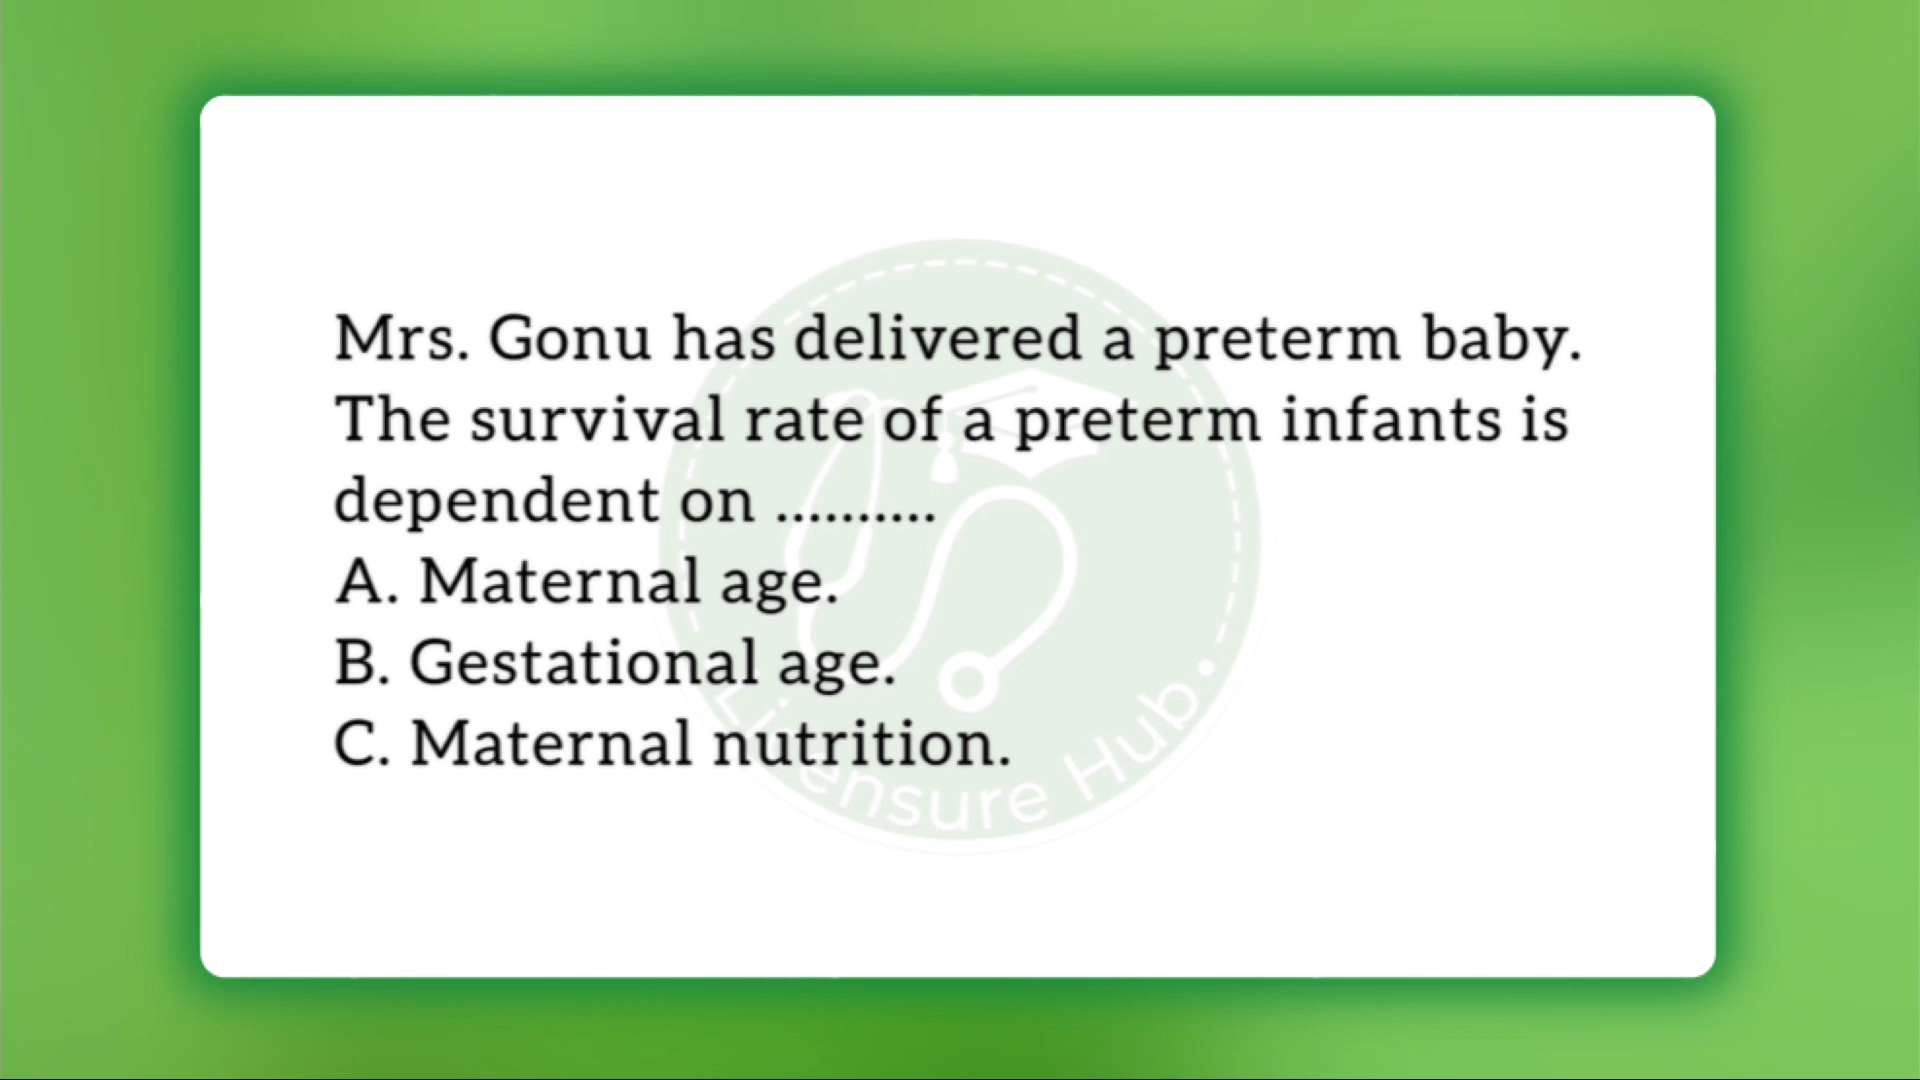 Mrs. Gonu has delivered a preterm baby.
The survival rate of a preterm infants is
dependent on ..........
A. Maternal age.
B. Gestational age.
C. Maternal nutrition.
Licensure Hub